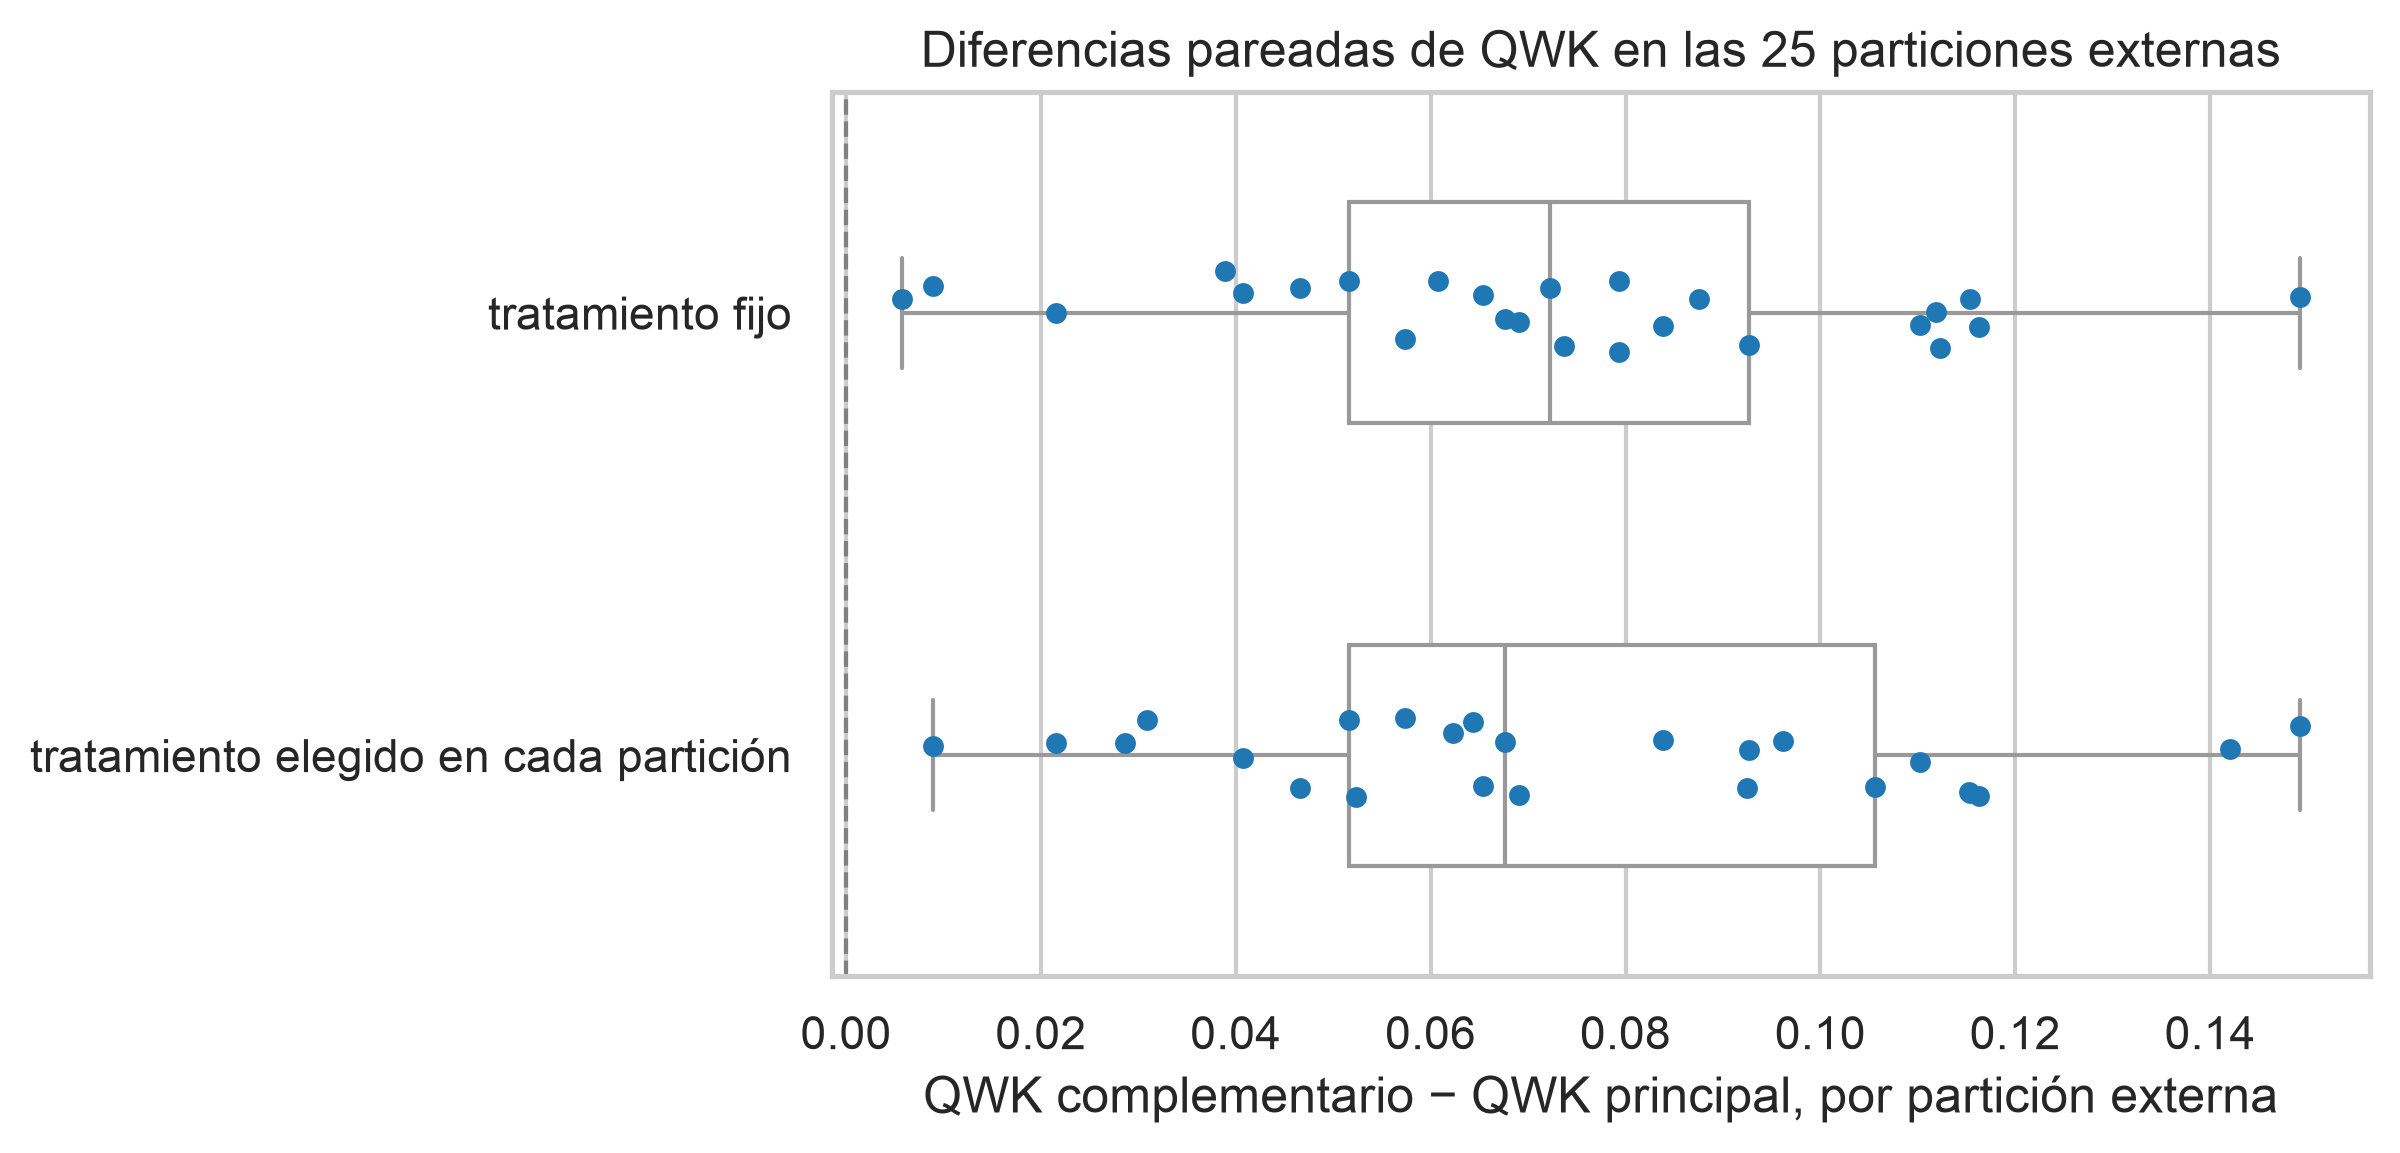 Diferencias pareadas de QWK en las 25 particiones externas
tratamiento fijo
tratamiento elegido en cada partición
0.00 0.02 0.04 0.06 0.08 0.10 0.12 0.14
QWK complementario − QWK principal, por partición externa